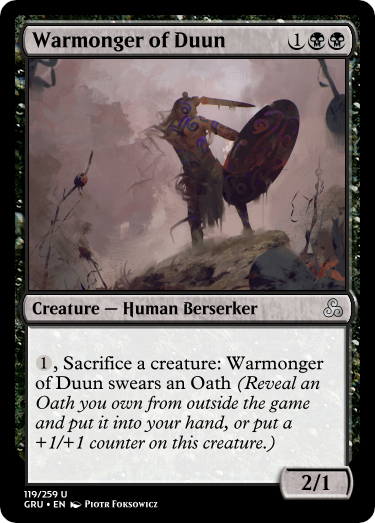 Warmonger of Duun 1
Creature — Human Berserker
1, Sacrifice a creature: Warmonger
of Duun swears an Oath (Reveal an
Oath you own from outside the game
and put it into your hand, or put a
+1/+1 counter on this creature.)
2/1
119/259 U
GRU • EN Piotr Foksowicz